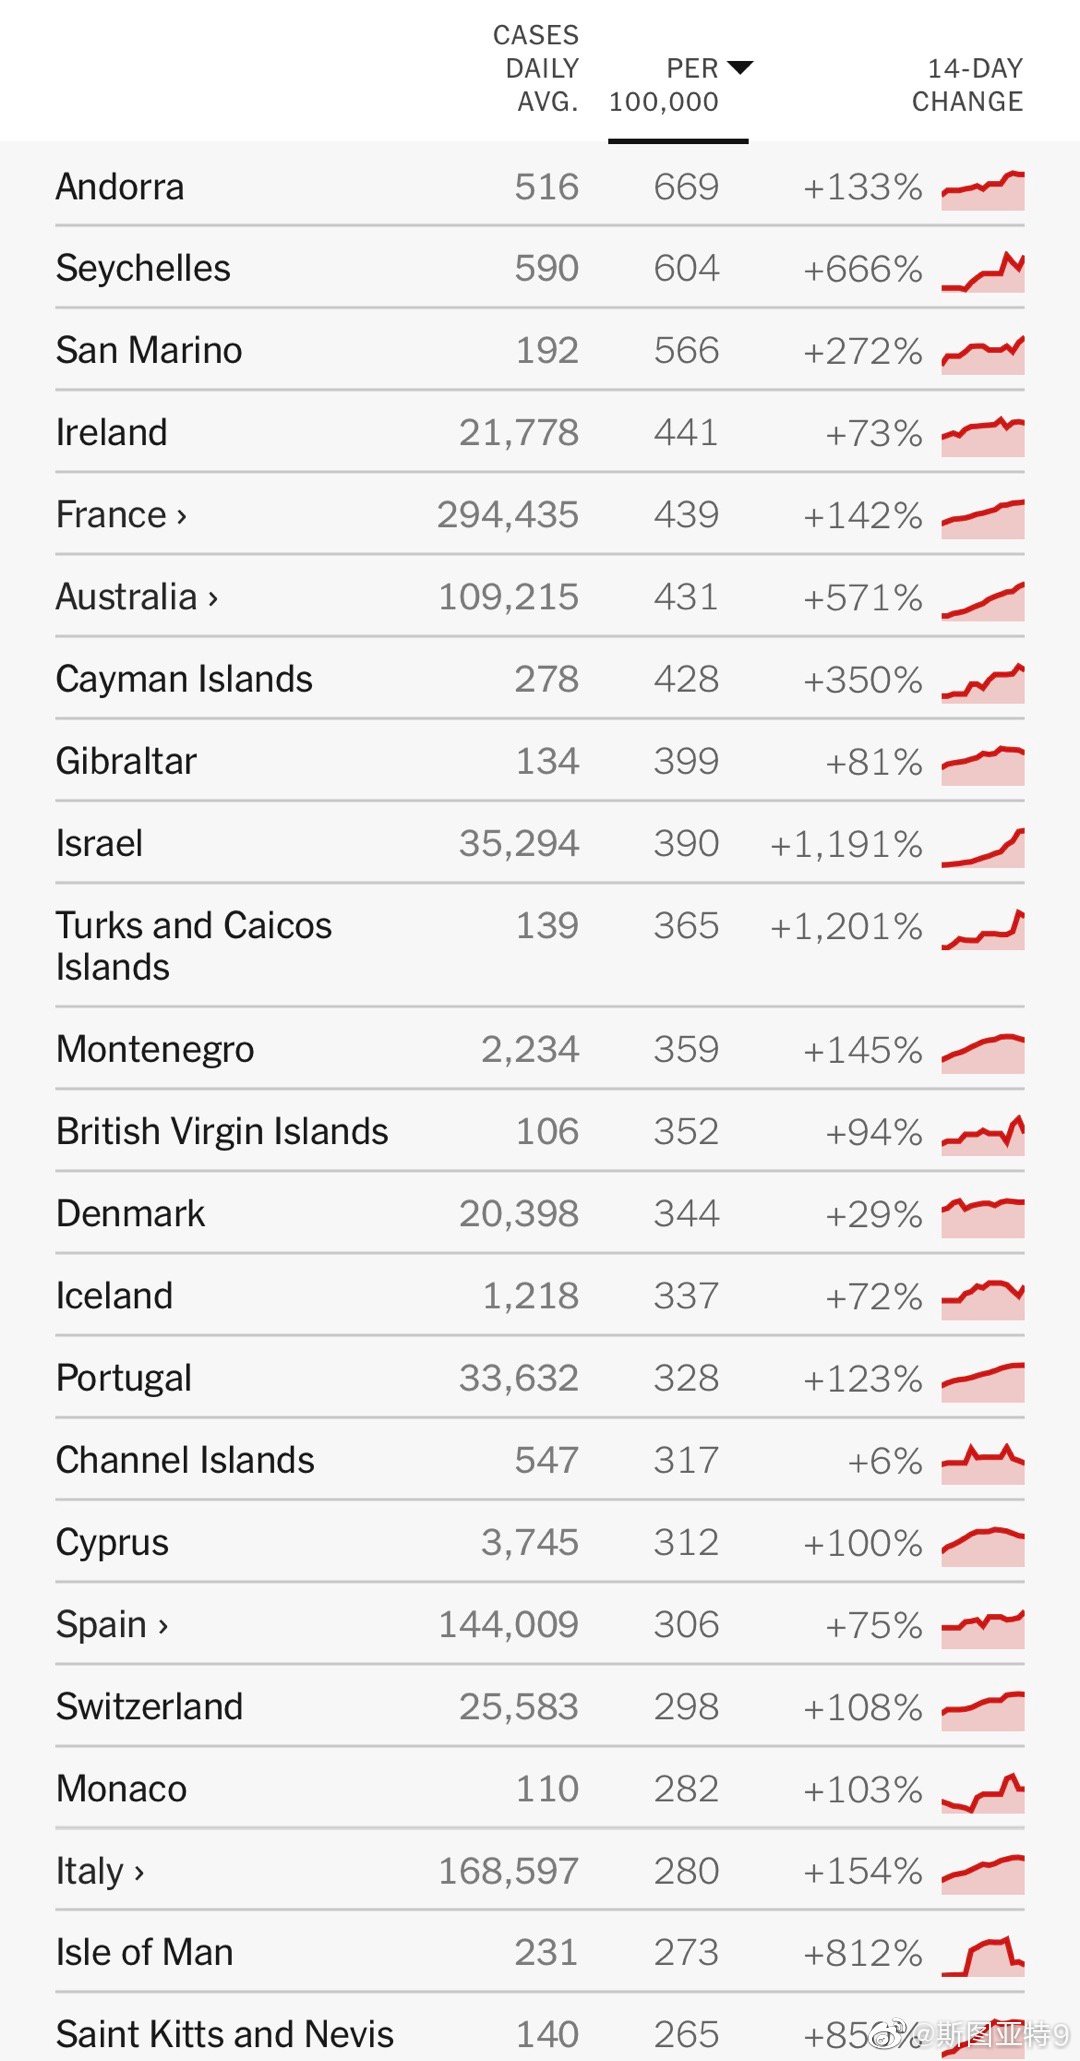 CASES
DAILY PER 14-DAY
AVG. 100,000 CHANGE
Andorra 516 669 +133%
Seychelles 590 604 +666%
San Marino 192 566 +272%
Ireland 21,778 441 +73%
France › 294,435 439 +142%
Australia › 109,215 431 +571%
Cayman Islands 278 428 +350%
Gibraltar 134 399 +81%
Israel 35,294 390 +1,191%
Turks and Caicos 139 365 +1,201%
Islands
Montenegro 2,234 359 +145%
British Virgin Islands 106 352 +94%
Denmark 20,398 344 +29%
Iceland 1,218 337 +72%
Portugal 33,632 328 +123%
Channel Islands 547 317 +6%
Cyprus 3,745 312 +100%
Spain › 144,009 306 +75%
Switzerland 25,583 298 +108%
Monaco 110 282 +103%
Italy › 168,597 280 +154%
Isle of Man 231 273 +812%
Saint Kitts and Nevis 140 265
@斯图亚特9